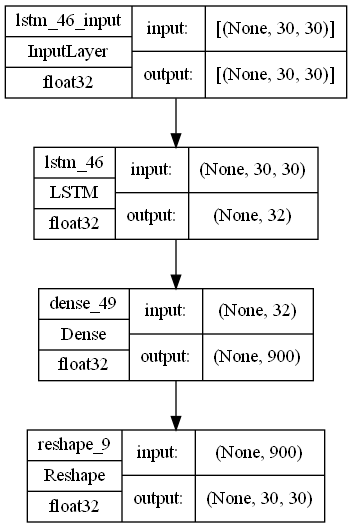 lstm_46_input
InputLayer
float32
input:
[(None, 30, 30)]
output:
[(None, 30, 30)]
lstm_46
LSTM
float32
input:
(None, 30, 30)
output:
(None, 32)
dense_49
Dense
float32
input:
(None, 32)
output:
(None, 900)
reshape_9
Reshape
float32
input:
(None, 900)
output:
(None, 30, 30)